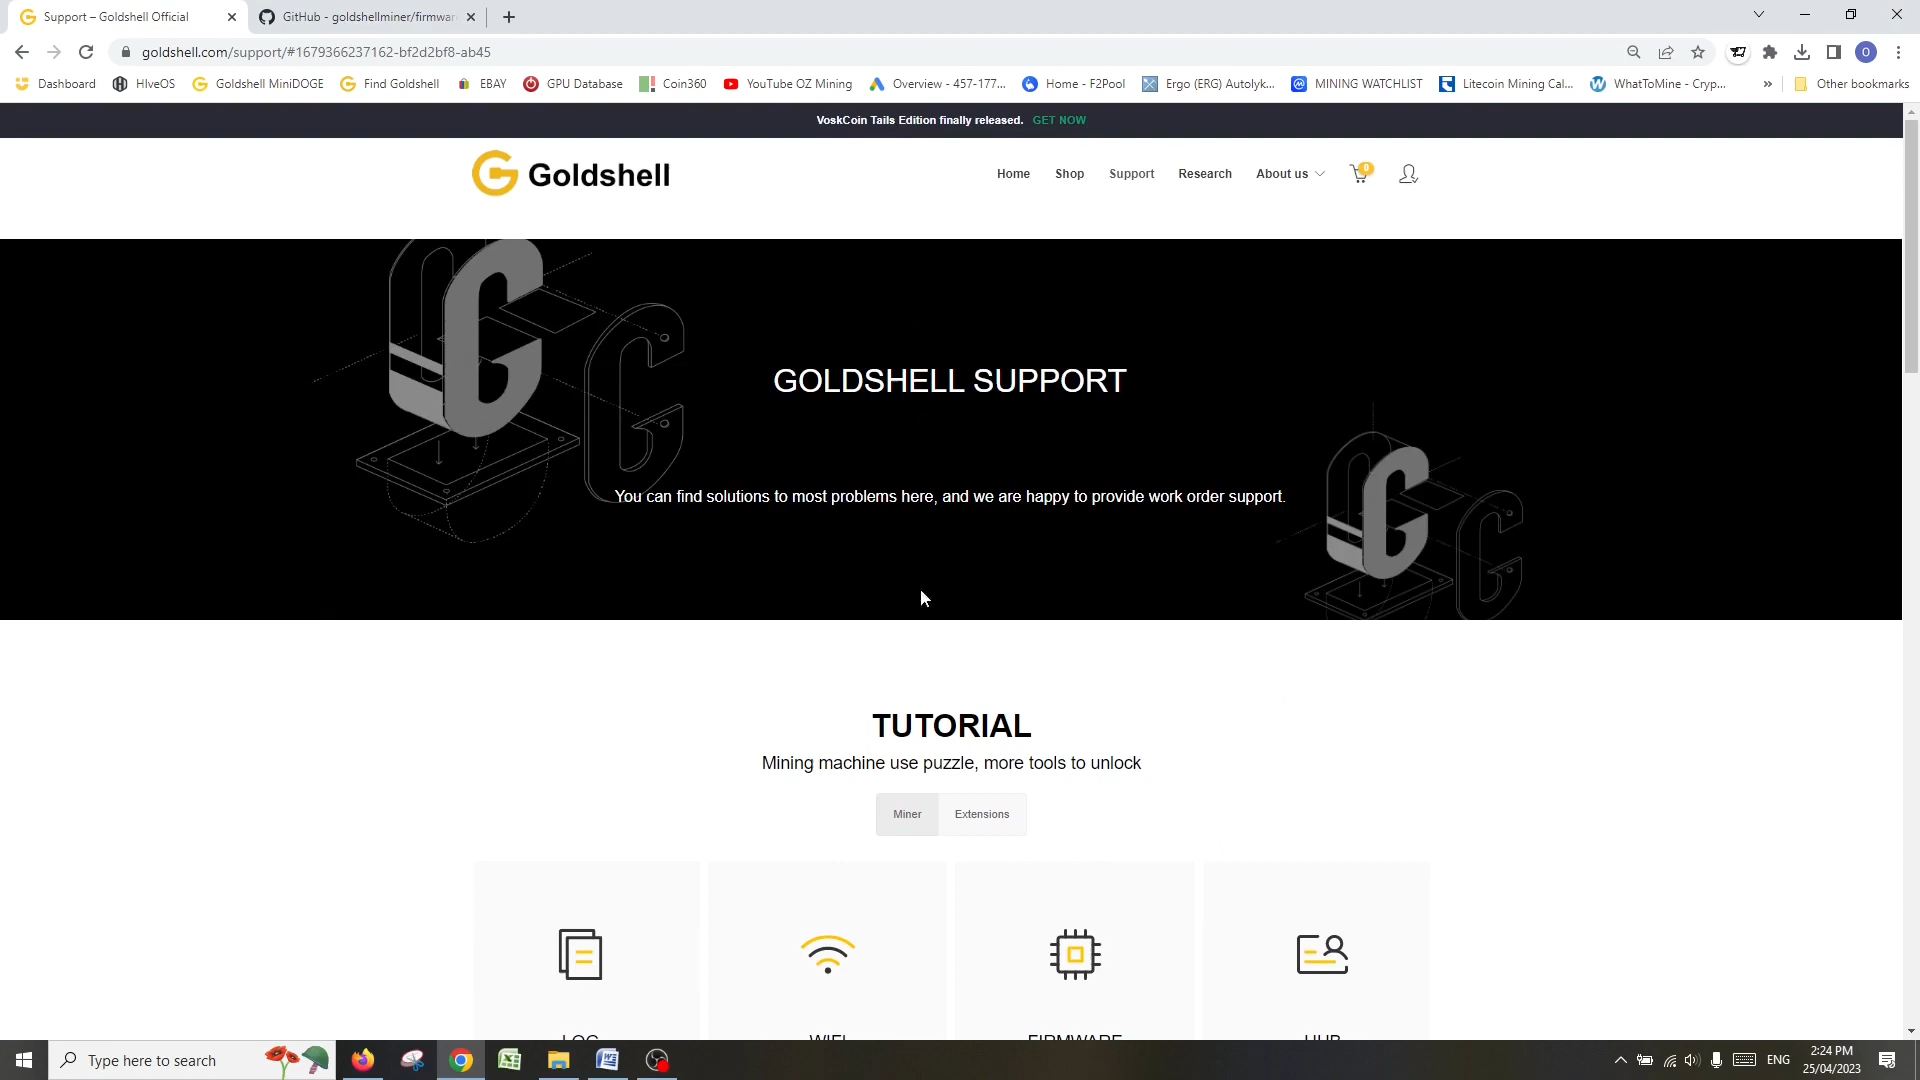 Support – Goldshell Official
GitHub - goldshellminer/firmwar
goldshell.com/support/#1679366237162-bf2d2bf8-ab45
O
Dashboard
HIveOS
Goldshell MiniDOGE
Find Goldshell
EBAY
GPU Database
Coin360
YouTube OZ Mining
Overview - 457-177...
Home - F2Pool
Ergo (ERG) Autolyk...
MINING WATCHLIST
Litecoin Mining Cal...
WhatToMine - Cryp...
»
Other bookmarks
VoskCoin Tails Edition finally released. GET NOW
Goldshell
Home
Shop
Support
Research
About us
0
GOLDSHELL SUPPORT
You can find solutions to most problems here, and we are happy to provide work order support.
TUTORIAL
Mining machine use puzzle, more tools to unlock
Miner
Extensions
LOG
WIFI
FIRMWARE
HUB
Type here to search
ENG
2:24 PM
25/04/2023